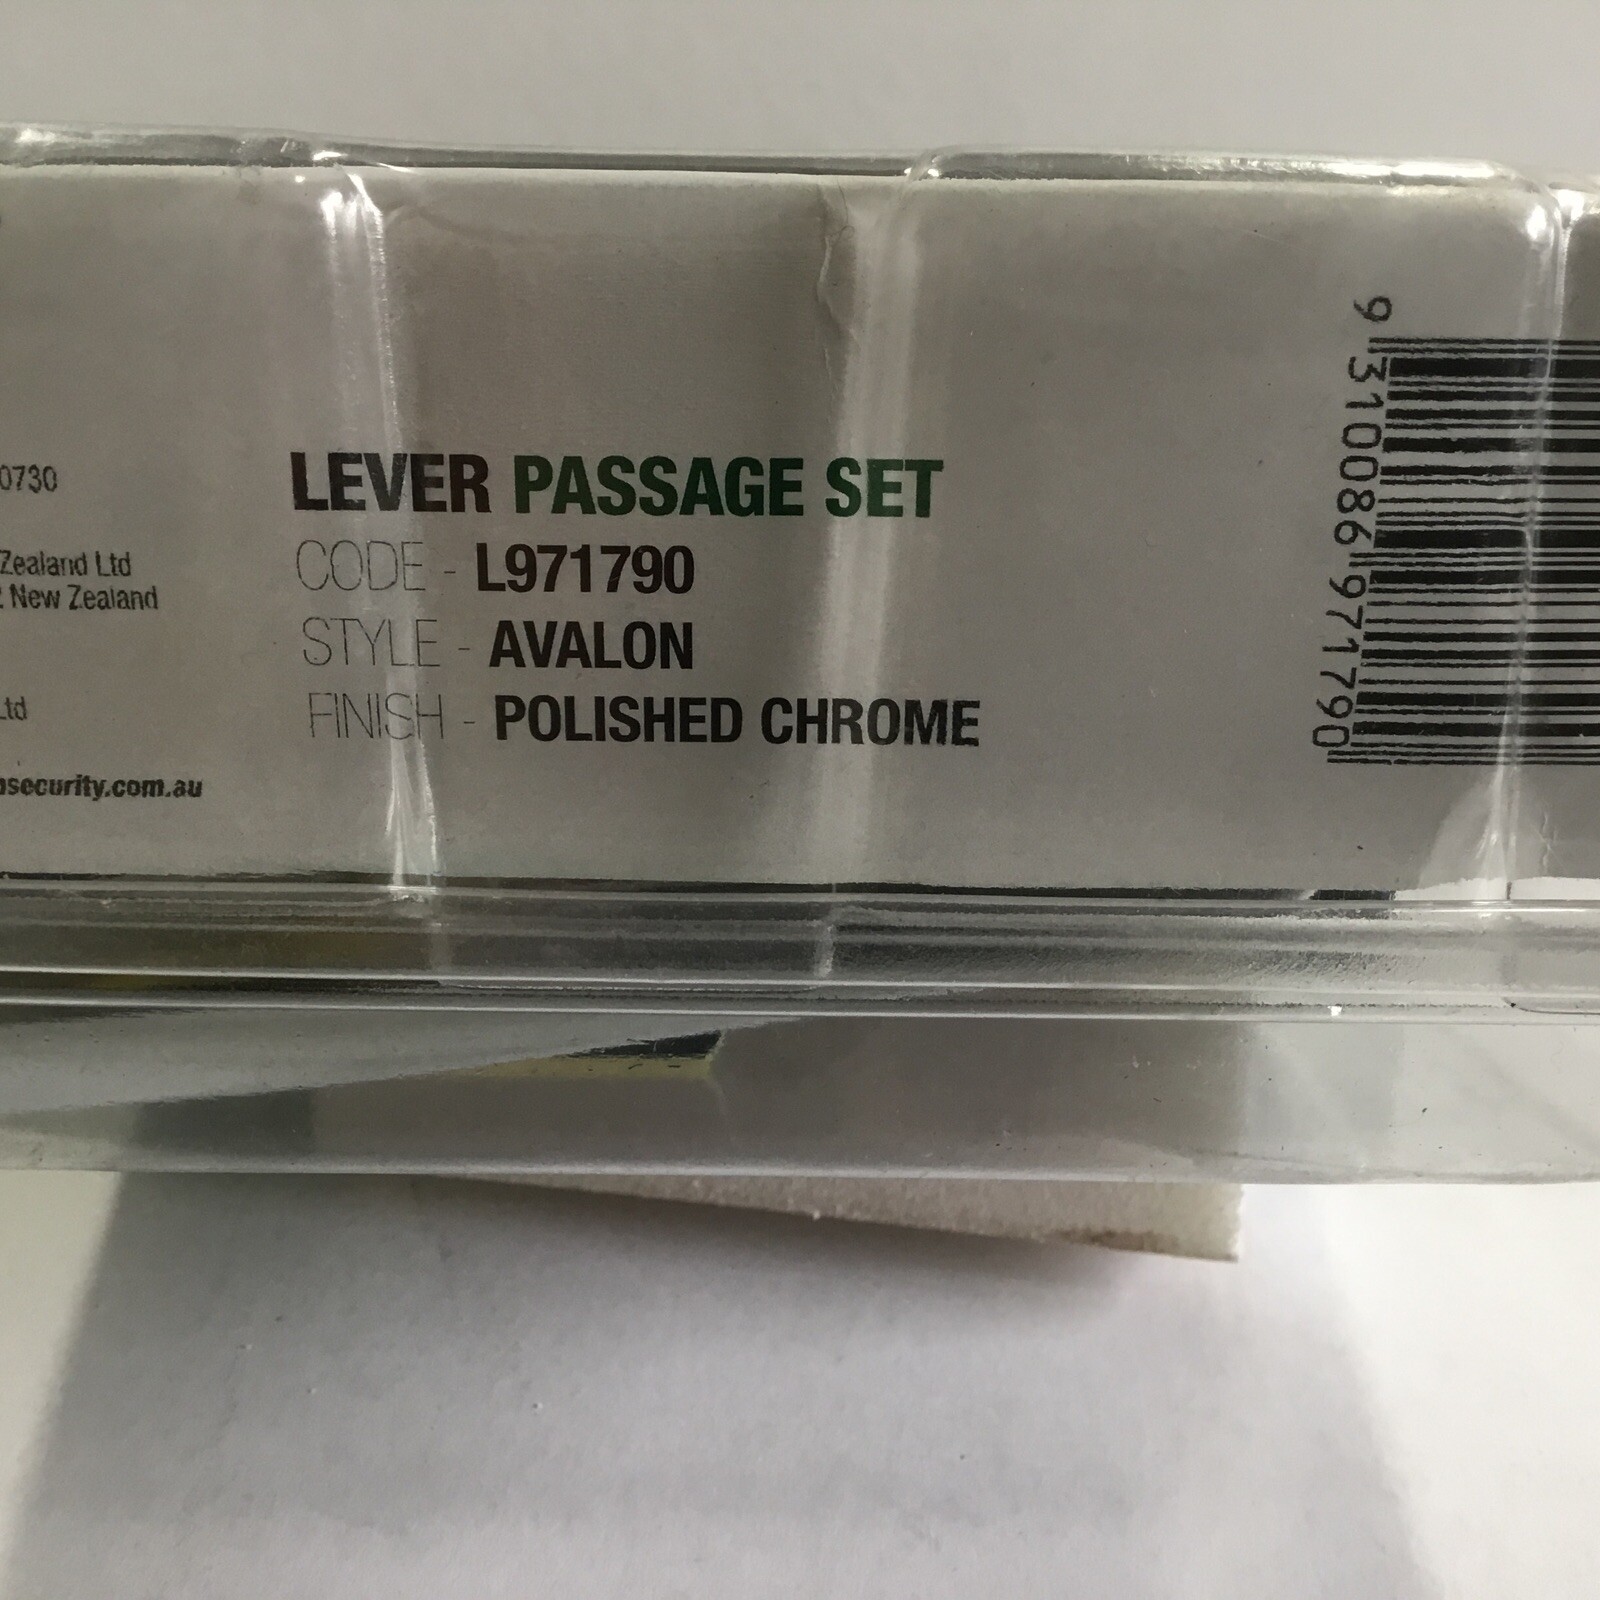 0730
Zealand Ltd
New Zealand
Ltd
security.com.au
LEVER PASSAGE SET
CODE - L971790
STYLE - AVALON
FINISH - POLISHED CHROME
9 310086 971790